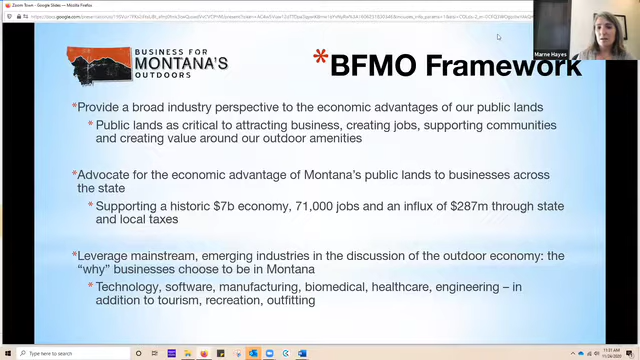 Zoom Town - Google Slides - Mozilla Firefox
Marne Hayes
BUSINESS FOR
MONTANA'S
OUTDOORS
*BFMO Framework
*Provide a broad industry perspective to the economic advantages of our public lands
*Public lands as critical to attracting business, creating jobs, supporting communities
and creating value around our outdoor amenities
*Advocate for the economic advantage of Montana's public lands to businesses across
the state
*Supporting a historic $7b economy, 71,000 jobs and an influx of $287m through state
and local taxes
*Leverage mainstream, emerging industries in the discussion of the outdoor economy: the
"why" businesses choose to be in Montana
*Technology, software, manufacturing, biomedical, healthcare, engineering – in
addition to tourism, recreation, outfitting
Type here to search
11:31 AM